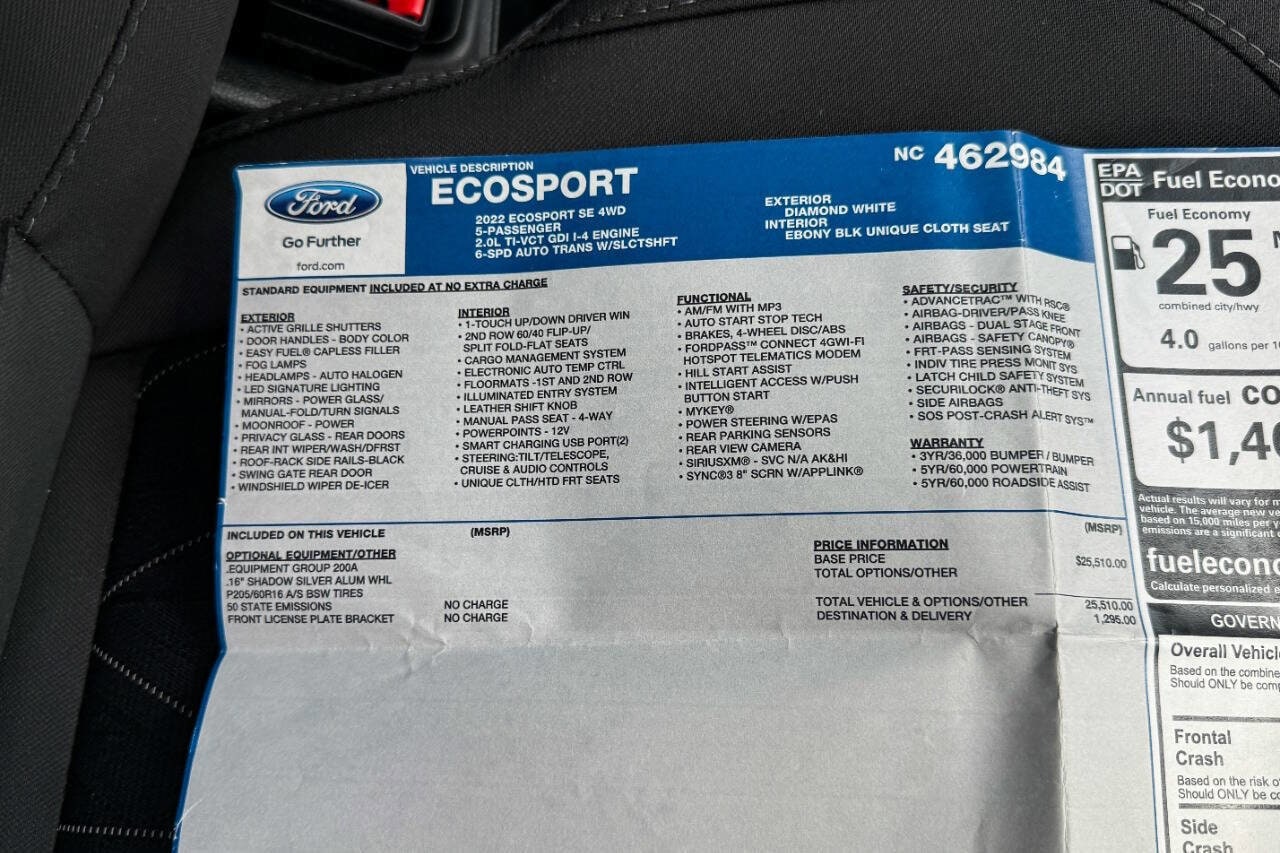 Ford
Go Further
ford.com
VEHICLE DESCRIPTION
ECOSPORT
2022 ECOSPORT SE 4WD
5-PASSENGER
2.0L TI-VCT GDI I-4 ENGINE
6-SPD AUTO TRANS W/SLCTSHFT
EXTERIOR
DIAMOND WHITE
INTERIOR
EBONY BLK UNIQUE CLOTH SEAT
NC 462984
STANDARD EQUIPMENT INCLUDED AT NO EXTRA CHARGE
EXTERIOR
• ACTIVE GRILLE SHUTTERS
• DOOR HANDLES - BODY COLOR
• EASY FUEL® CAPLESS FILLER
• FOG LAMPS
• HEADLAMPS - AUTO HALOGEN
• LED SIGNATURE LIGHTING
• MIRRORS - POWER GLASS/
MANUAL-FOLD/TURN SIGNALS
• MOONROOF - POWER
• PRIVACY GLASS - REAR DOORS
• REAR INT WIPER/WASH/DFRST
• ROOF-RACK SIDE RAILS-BLACK
• SWING GATE REAR DOOR
• WINDSHIELD WIPER DE-ICER
INTERIOR
• 1-TOUCH UP/DOWN DRIVER WIN
• 2ND ROW 60/40 FLIP-UP/
SPLIT FOLD-FLAT SEATS
• CARGO MANAGEMENT SYSTEM
• ELECTRONIC AUTO TEMP CTRL
• FLOORMATS -1ST AND 2ND ROW
• ILLUMINATED ENTRY SYSTEM
• LEATHER SHIFT KNOB
• MANUAL PASS SEAT - 4-WAY
• POWERPOINTS - 12V
• SMART CHARGING USB PORT(2)
• STEERING:TILT/TELESCOPE,
CRUISE & AUDIO CONTROLS
• UNIQUE CLTH/HTD FRT SEATS
FUNCTIONAL
• AM/FM WITH MP3
• AUTO START STOP TECH
• BRAKES, 4-WHEEL DISC/ABS
• FORDPASS™ CONNECT 4GWI-FI
HOTSPOT TELEMATICS MODEM
• HILL START ASSIST
• INTELLIGENT ACCESS W/PUSH
BUTTON START
• MYKEY®
• POWER STEERING W/EPAS
• REAR PARKING SENSORS
• REAR VIEW CAMERA
• SIRIUSXM® - SVC N/A AK&HI
• SYNC®3 8" SCRN W/APPLINK®
SAFETY/SECURITY
• ADVANCETRAC™ WITH RSC®
• AIRBAG-DRIVER/PASS KNEE
• AIRBAGS - DUAL STAGE FRONT
• AIRBAGS - SAFETY CANOPY®
• FRT-PASS SENSING SYSTEM
• INDIV TIRE PRESS MONIT SYS
• LATCH CHILD SAFETY SYSTEM
• SECURILOCK® ANTI-THEFT SYS
• SIDE AIRBAGS
• SOS POST-CRASH ALERT SYS™
WARRANTY
• 3YR/36,000 BUMPER / BUMPER
• 5YR/60,000 POWERTRAIN
• 5YR/60,000 ROADSIDE ASSIST
INCLUDED ON THIS VEHICLE (MSRP)
OPTIONAL EQUIPMENT/OTHER
.EQUIPMENT GROUP 200A
.16" SHADOW SILVER ALUM WHL
P205/60R16 A/S BSW TIRES
50 STATE EMISSIONS NO CHARGE
FRONT LICENSE PLATE BRACKET NO CHARGE
(MSRP)
PRICE INFORMATION
BASE PRICE $25,510.00
TOTAL OPTIONS/OTHER
TOTAL VEHICLE & OPTIONS/OTHER 25,510.00
DESTINATION & DELIVERY 1,295.00
EPA
DOT
Fuel Econo
Fuel Economy
25
combined city/hwy
4.0 gallons per 10
Annual fuel CO
$1,4
Actual results will vary for m
vehicle. The average new ve
based on 15,000 miles per y
emissions are a significant
fuelecono
Calculate personalized e
GOVERN
Overall Vehicl
Based on the combine
Should ONLY be comp
Frontal
Crash
Based on the risk o
Should ONLY be co
Side
Crash